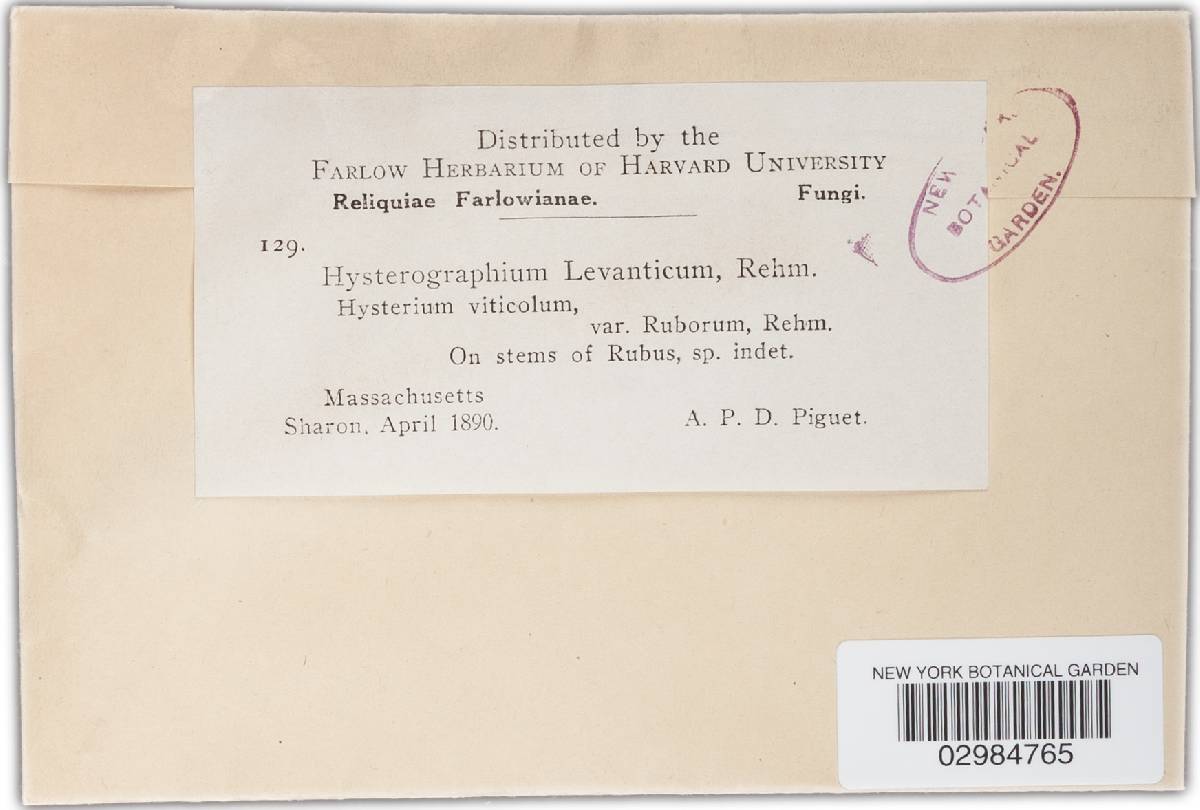 Distributed by the
FARLOW HERBARIUM OF HARVARD UNIVERSITY
Reliquiae Farlowianae. Fungi.
129.
Hysterographium Levanticum, Rehm.
Hysterium viticolum,
var. Ruborum, Rehm.
On stems of Rubus, sp. indet.
Massachusetts
Sharon. April 1890. A. P. D. Piguet.
NEW
BOTANICAL
GARDEN.
NEW YORK BOTANICAL GARDEN
02984765